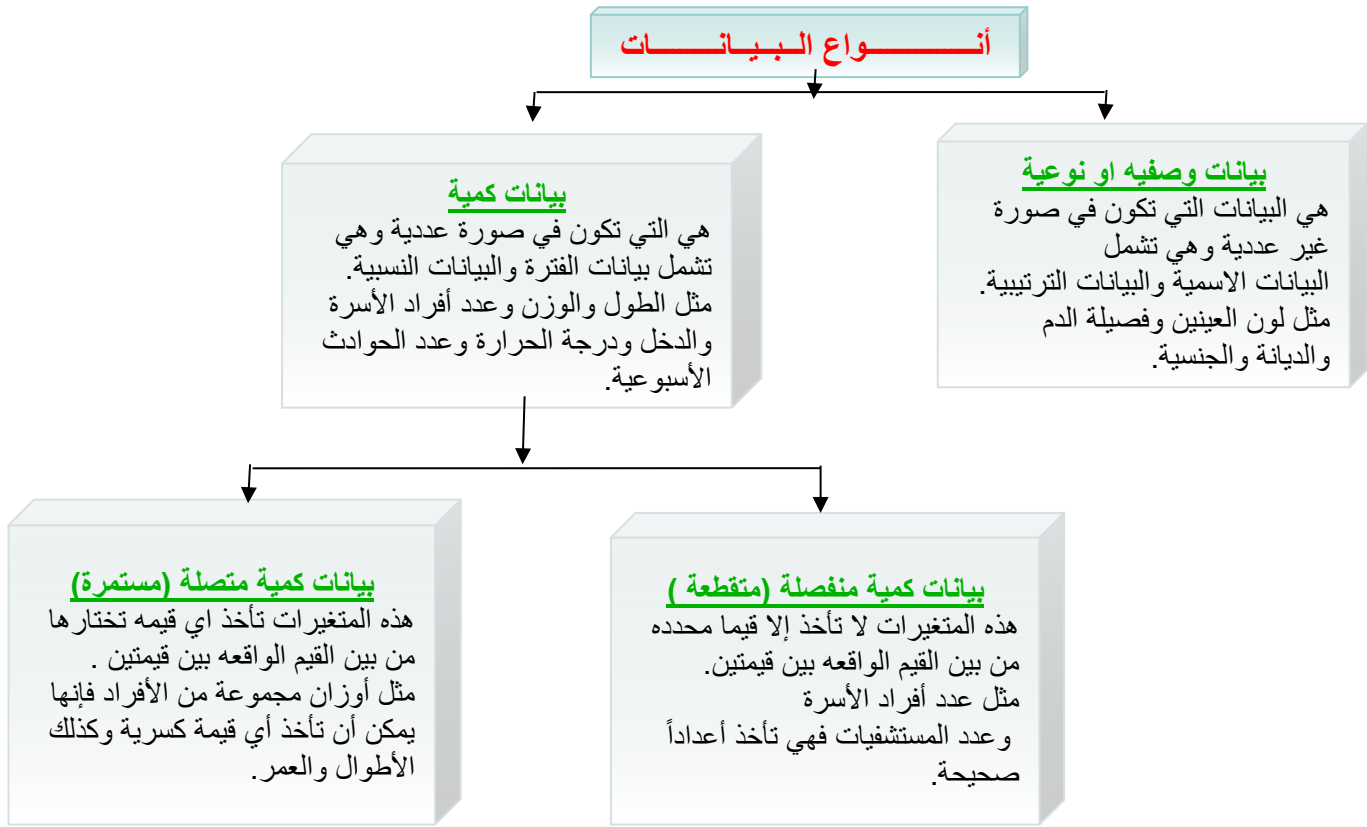 أنـــــــواع الـبـيـانـــــــات
بيانات وصفيه او نوعية
هي البيانات التي تكون في صورة
غير عددية وهي تشمل
البيانات الاسمية والبيانات الترتيبية.
مثل لون العينين وفصيلة الدم
والديانة والجنسية.
بيانات كمية
هي التي تكون في صورة عددية وهي
تشمل بيانات الفترة والبيانات النسبية.
مثل الطول والوزن وعدد أفراد الأسرة
والدخل ودرجة الحرارة وعدد الحوادث
الأسبوعية.
بيانات كمية منفصلة (متقطعة )
هذه المتغيرات لا تأخذ إلا قيما محدده
من بين القيم الواقعه بين قيمتين.
مثل عدد أفراد الأسرة
وعدد المستشفيات فهي تأخذ أعداداً
صحيحة.
بيانات كمية متصلة (مستمرة)
هذه المتغيرات تأخذ اي قيمه تختارها
من بين القيم الواقعه بين قيمتين .
مثل أوزان مجموعة من الأفراد فإنها
يمكن أن تأخذ أي قيمة كسرية وكذلك
الأطوال والعمر.